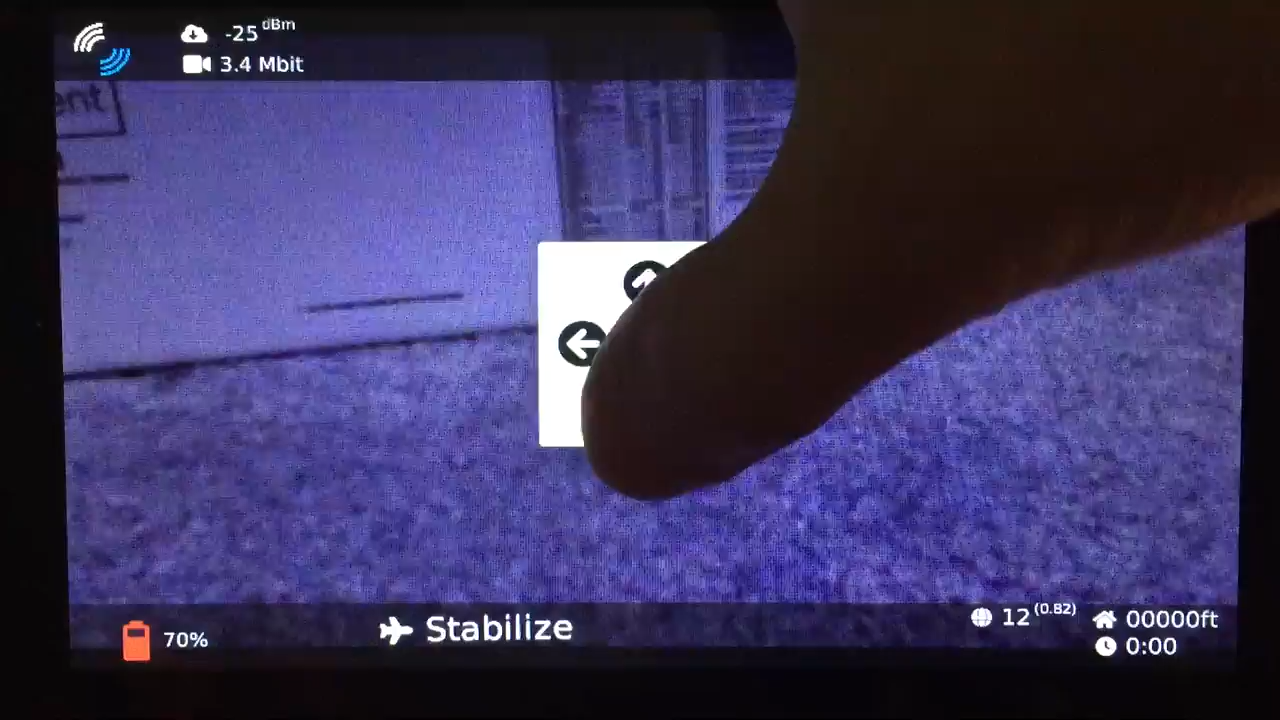 -25 dBm
3.4 Mbit
ent
70%
Stabilize
12 (0.82)
00000ft
0:00